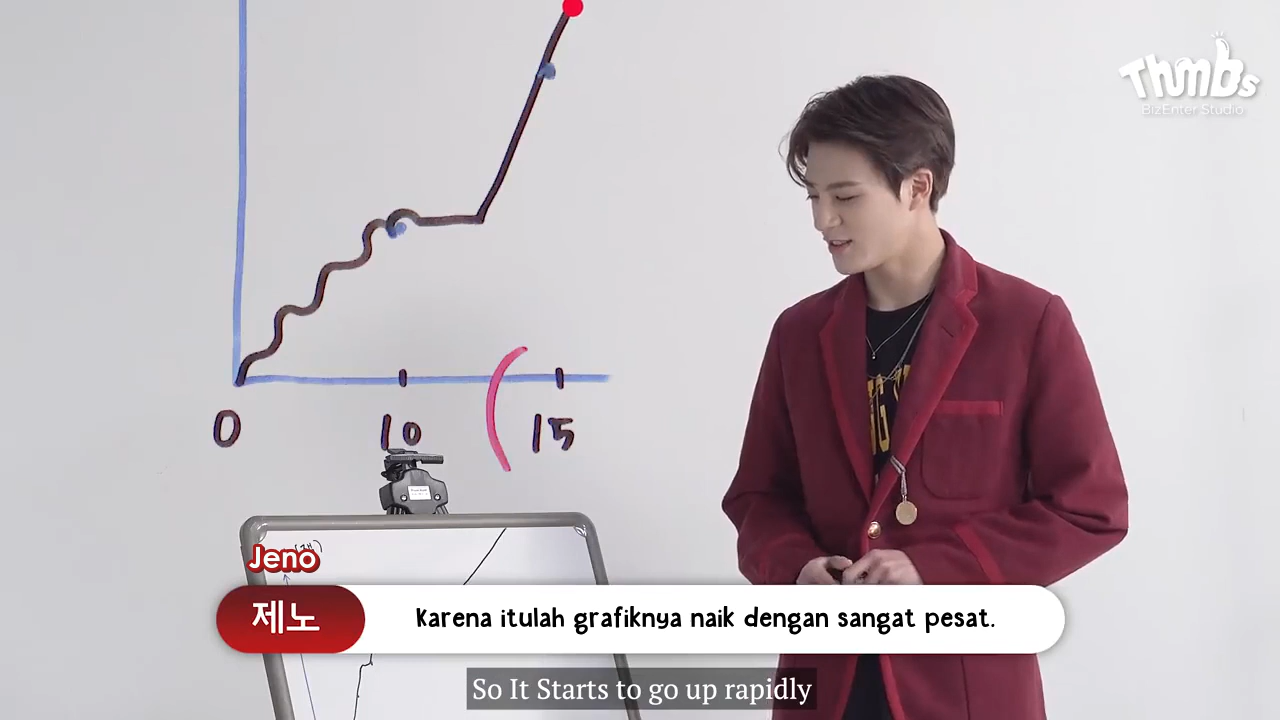 Thumbs
BizEnter Studio
0
10
15
Jeno
제노
Karena itulah grafiknya naik dengan sangat pesat.
So It Starts to go up rapidly